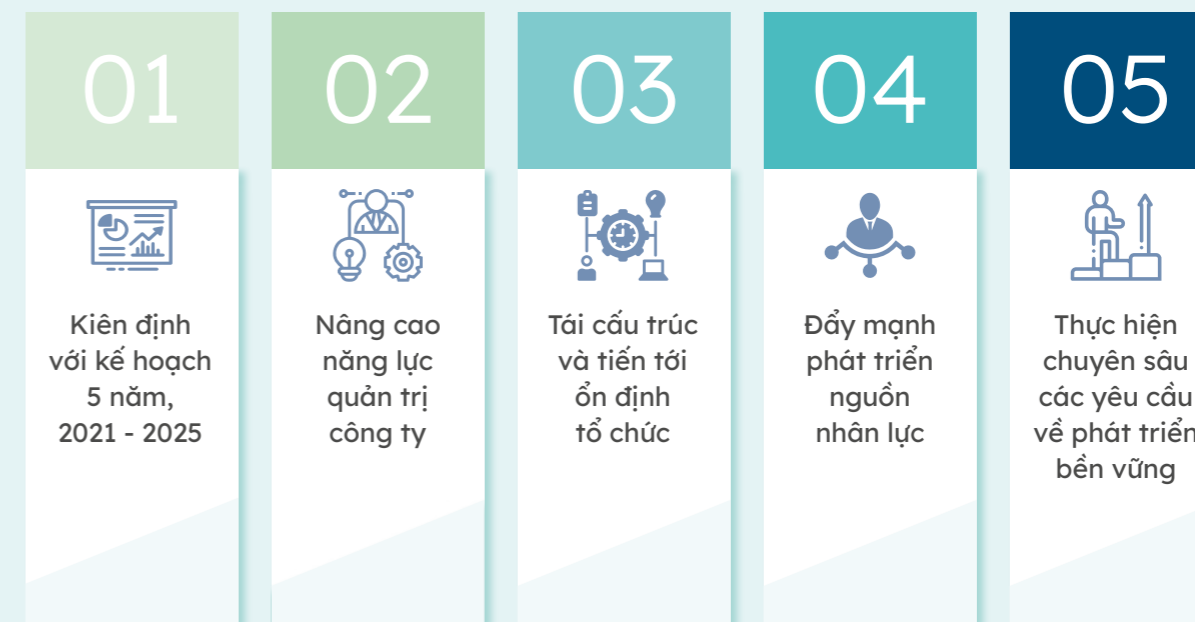 01
Kiên định
với kế hoạch
5 năm,
2021 - 2025
02
Nâng cao
năng lực
quản trị
công ty
03
Tái cấu trúc
và tiến tới
ổn định
tổ chức
04
Đẩy mạnh
phát triển
nguồn
nhân lực
05
Thực hiện
chuyên sâu
các yêu cầu
về phát triển
bền vững